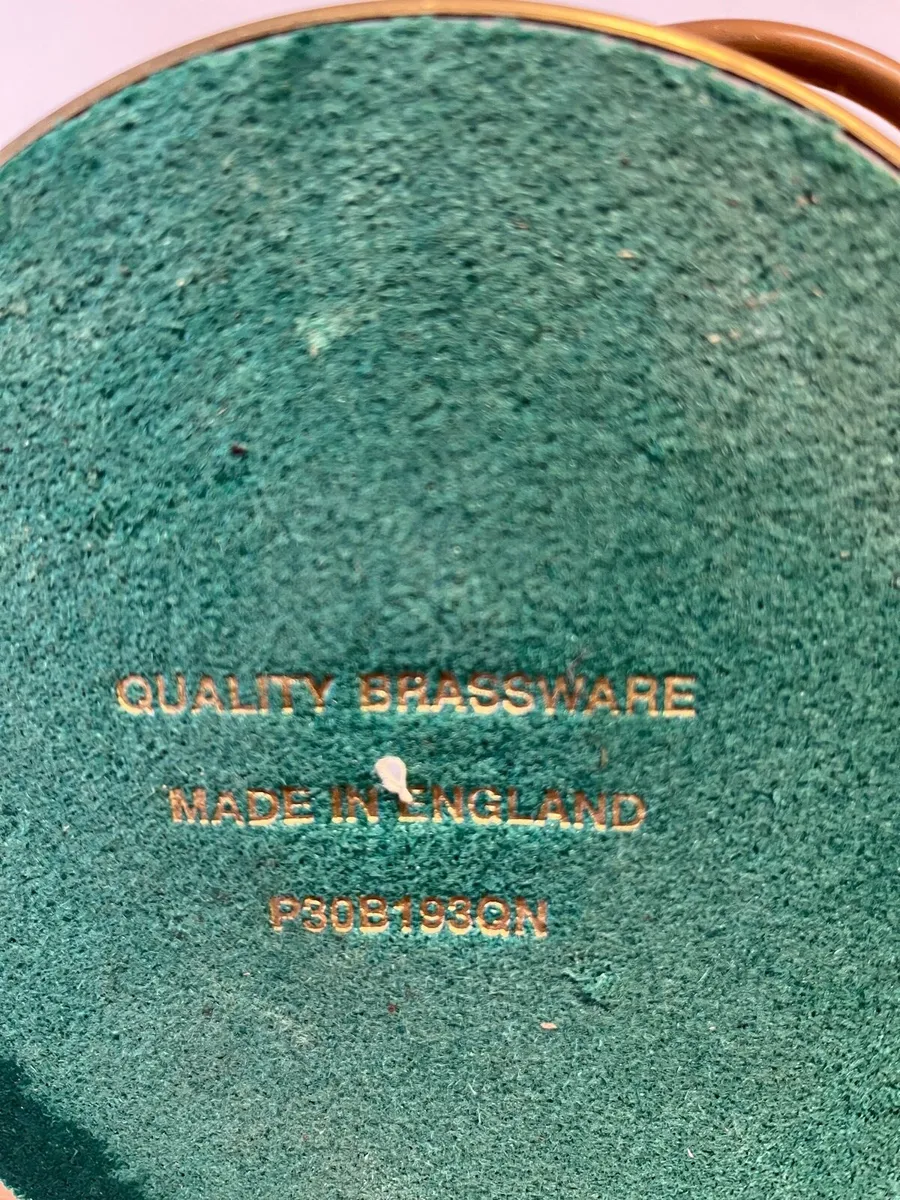 QUALITY BRASSWARE
MADE IN ENGLAND
P30B193QN